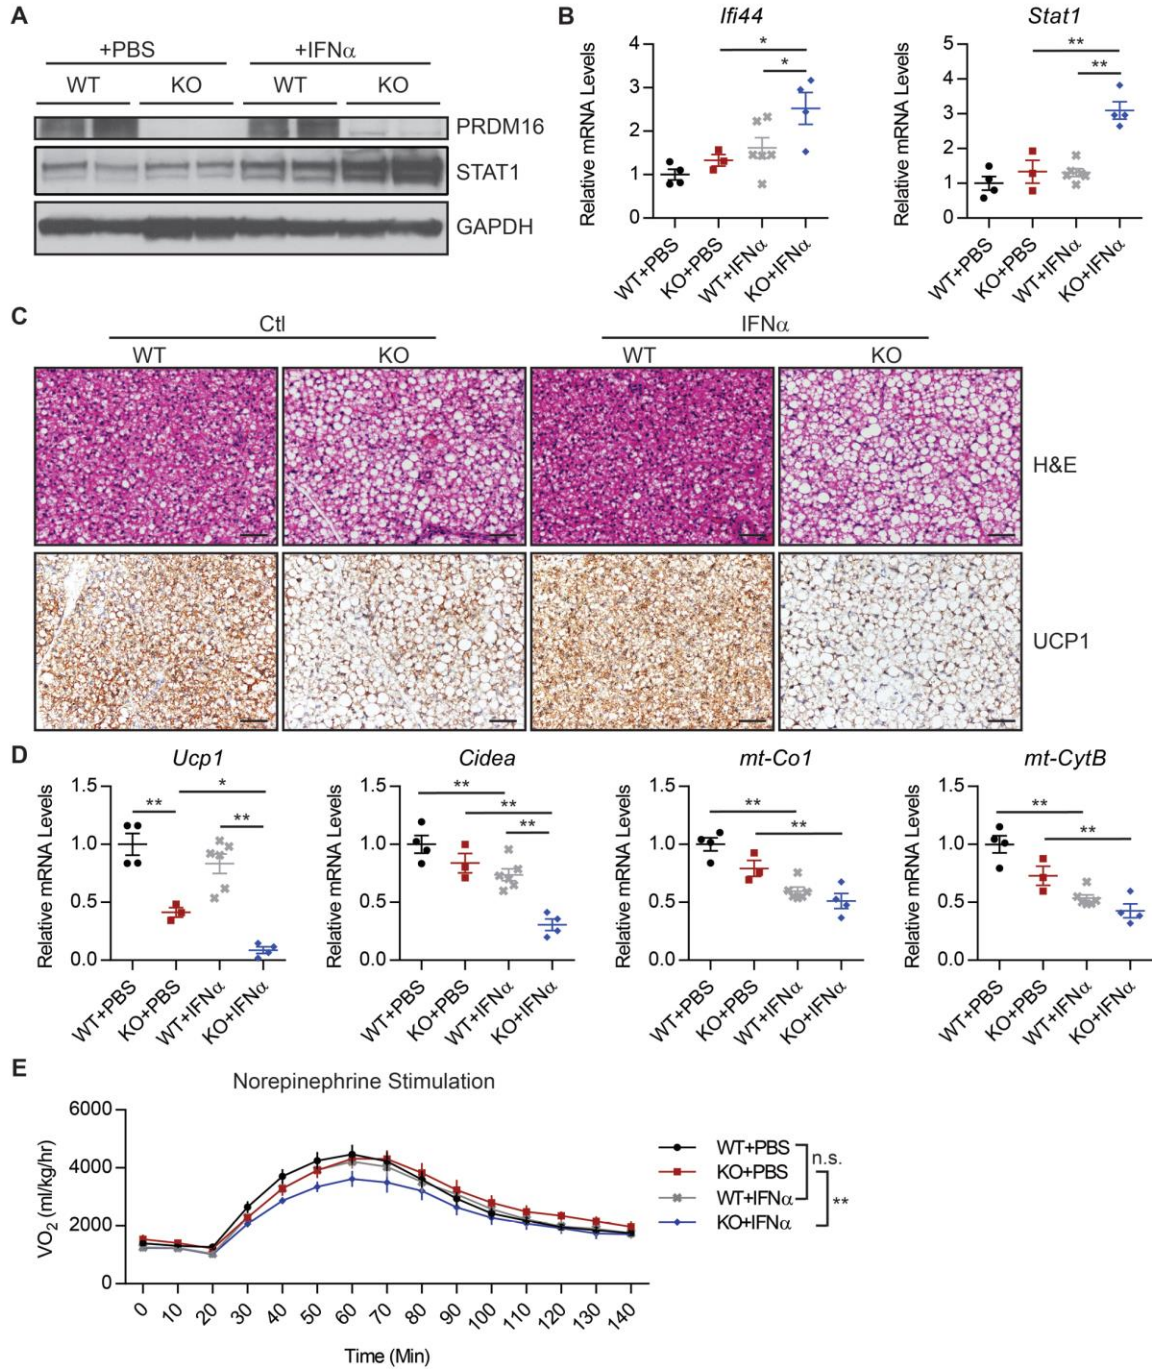 A
+PBS +IFNα
WT KO WT KO
PRDM16
STAT1
GAPDH
B
Ifi44
Relative mRNA Levels
4
3
2
1
0
*
*
WT+PBS
KO+PBS
WT+IFNα
KO+IFNα
Stat1
Relative mRNA Levels
5
4
3
2
1
0
**
**
WT+PBS
KO+PBS
WT+IFNα
KO+IFNα
C
Ctl IFNα
WT KO WT KO
H&E
UCP1
D
Ucp1
Relative mRNA Levels
1.5
1.0
0.5
0.0
** *
**
WT+PBS
KO+PBS
WT+IFNα
KO+IFNα
Cidea
Relative mRNA Levels
1.5
1.0
0.5
0.0
**
**
**
WT+PBS
KO+PBS
WT+IFNα
KO+IFNα
mt-Co1
Relative mRNA Levels
1.5
1.0
0.5
0.0
**
**
WT+PBS
KO+PBS
WT+IFNα
KO+IFNα
mt-CytB
Relative mRNA Levels
1.5
1.0
0.5
0.0
**
**
WT+PBS
KO+PBS
WT+IFNα
KO+IFNα
E
Norepinephrine Stimulation
VO2 (ml/kg/hr)
6000
4000
2000
0
0 10 20 30 40 50 60 70 80 90 100 110 120 130 140
Time (Min)
WT+PBS
KO+PBS
WT+IFNα
KO+IFNα
n.s.
**